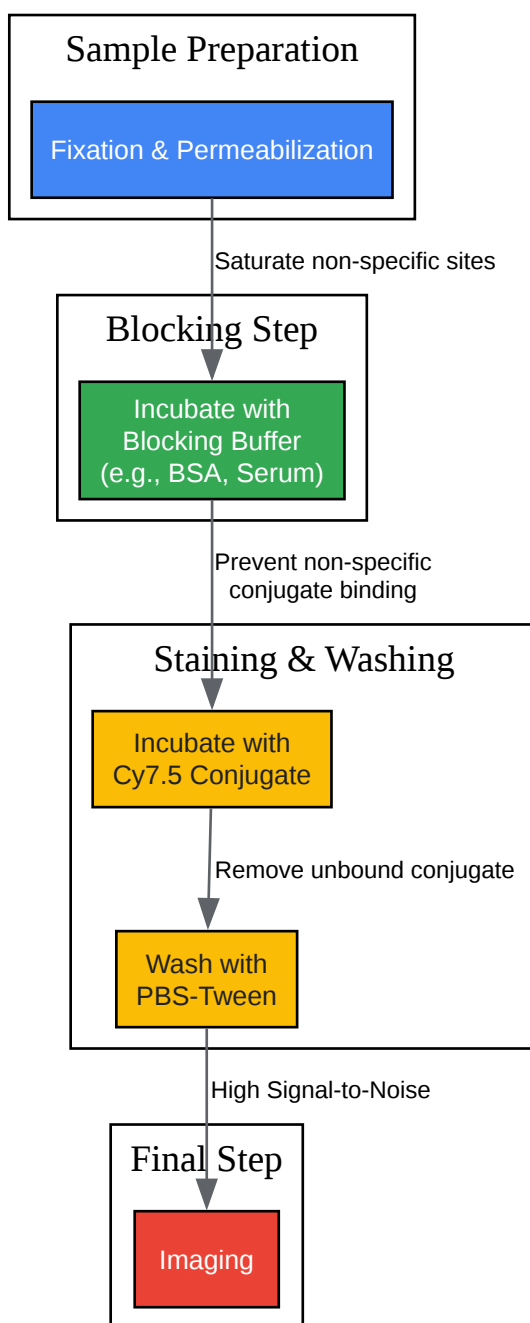 Sample Preparation
Fixation & Permeabilization
Saturate non-specific sites
Blocking Step
Incubate with
Blocking Buffer
(e.g., BSA, Serum)
Prevent non-specific
conjugate binding
Staining & Washing
Incubate with
Cy7.5 Conjugate
Remove unbound conjugate
Wash with
PBS-Tween
High Signal-to-Noise
Final Step
Imaging